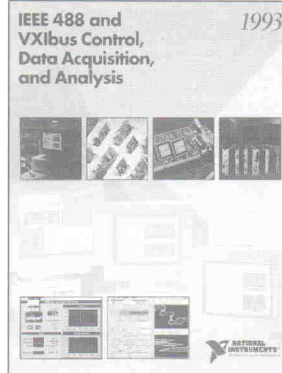 IEEE 488 and
VXIbus Control,
Data Acquisition,
and Analysis
1993
NATIONAL
INSTRUMENTS